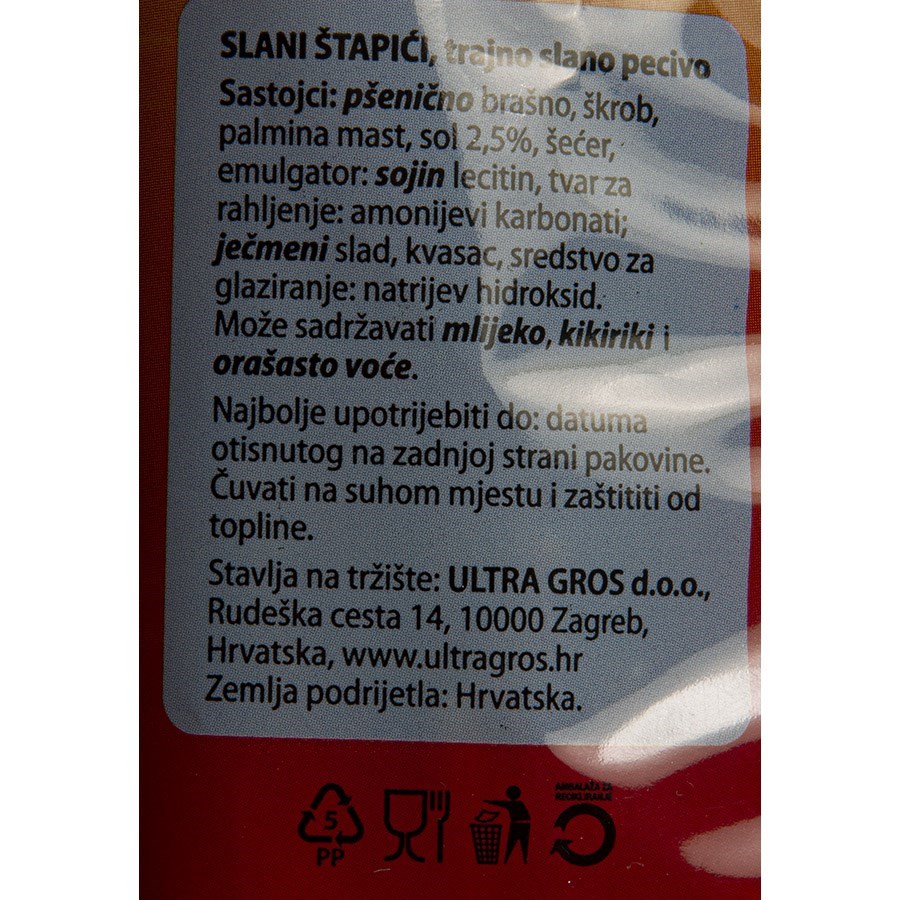 SLANI ŠTAPIĆI, trajno slano pecivo
Sastojci: pšenično brašno, škrob,
palmina mast, sol 2,5%, šećer,
emulgator: sojin lecitin, tvar za
rahljenje: amonijevi karbonati;
ječmeni slad, kvasac, sredstvo za
glaziranje: natrijev hidroksid.
Može sadržavati mlijeko, kikiriki i
orašasto voće.
Najbolje upotrijebiti do: datuma
otisnutog na zadnjoj strani pakovine.
Čuvati na suhom mjestu i zaštititi od
topline.
Stavlja na tržište: ULTRA GROS d.o.o.,
Rudeška cesta 14, 10000 Zagreb,
Hrvatska, www.ultragros.hr
Zemlja podrijetla: Hrvatska.
AMBALAŽA ZA
RECIKLIRANJE
5
PP